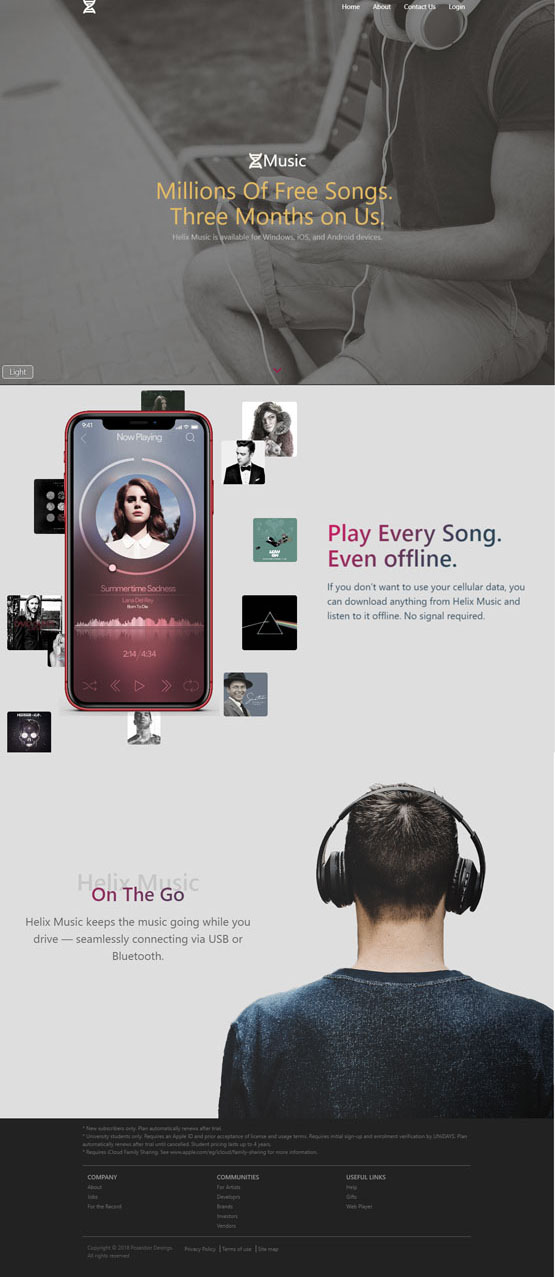 Home About Contact Us Login
Music
Millions Of Free Songs.
Three Months on Us.
Helix Music is available for Windows, iOS, and Android devices.
Light
9:41
Now Playing
Summertime Sadness
Lana Del Rey
Born To Die
2:14 / 4:34
Play Every Song.
Even offline.
If you don't want to use your cellular data, you
can download anything from Helix Music and
listen to it offline. No signal required.
Helix Music
On The Go
Helix Music keeps the music going while you
drive — seamlessly connecting via USB or
Bluetooth.
* New subscribers only. Plan automatically renews after trial.
* University students only. Requires an Apple ID and prior acceptance of license and usage terms. Requires initial sign-up and enrolment verification by UNiDAYS. Plan
automatically renews after trial until cancelled. Student pricing lasts up to 4 years.
Requires iCloud Family Sharing. See www.apple.com/sg/icloud/family-sharing for more information.
COMPANY COMMUNITIES USEFUL LINKS
About For Artists Help
Jobs Developrs Gifts
For the Record Brands Web Player
Investors
Vendors
Copyright © 2018 Poseidon Desings. Privacy Policy | Terms of use | Site map
All rights reserved